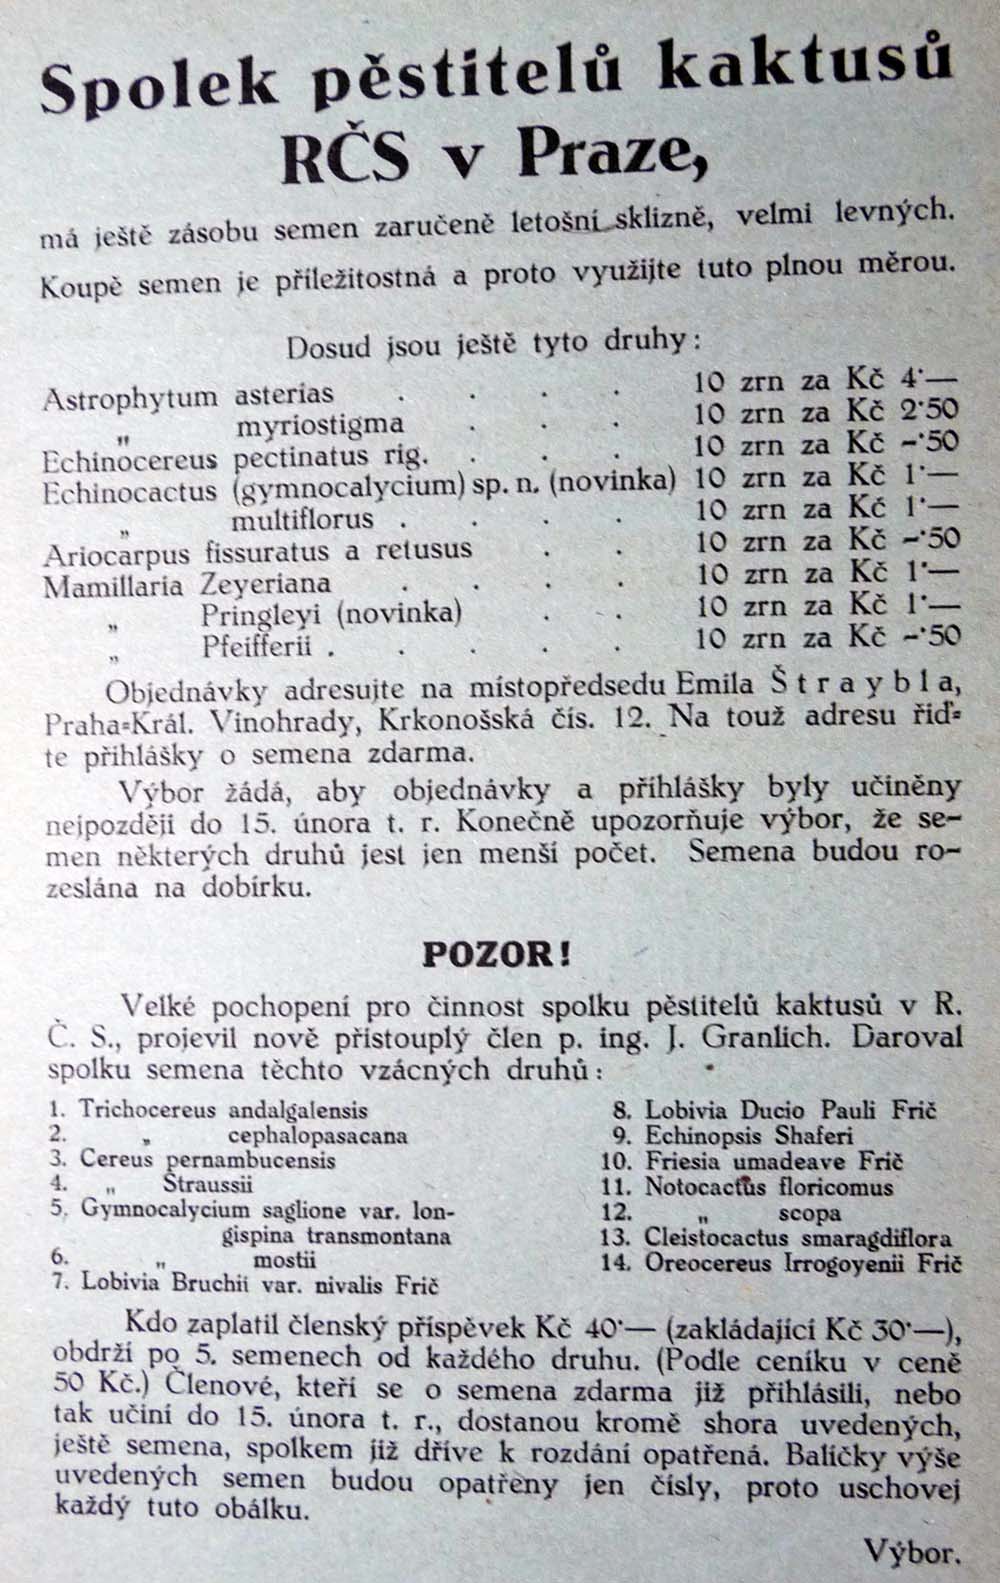 Spolek pěstitelů kaktusů
RČS v Praze,
má ještě zásobu semen zaručeně letošní sklizně, velmi levných.
Koupě semen je příležitostná a proto využijte tuto plnou měrou.
Dosud jsou ještě tyto druhy:
Astrophytum asterias . . . . 10 zrn za Kč 4·—
„ myriostigma . . . 10 zrn za Kč 2·50
Echinocereus pectinatus rig. . . . 10 zrn za Kč -·50
Echinocactus (gymnocalycium) sp. n. (novinka) 10 zrn za Kč 1·—
„ multiflorus . . . . 10 zrn za Kč 1·—
Ariocarpus fissuratus a retusus . . 10 zrn za Kč -·50
Mamillaria Zeyeriana . . . . 10 zrn za Kč 1·—
„ Pringleyi (novinka) . . 10 zrn za Kč 1·—
„ Pfeifferii . . . . . 10 zrn za Kč -·50
Objednávky adresujte na místopředsedu Emila Štraybla,
Praha-Král. Vinohrady, Krkonošská čís. 12. Na touž adresu řiď-
te přihlášky o semena zdarma.
Výbor žádá, aby objednávky a přihlášky byly učiněny
nejpozději do 15. února t. r. Konečně upozorňuje výbor, že se-
men některých druhů jest jen menší počet. Semena budou ro-
zeslána na dobírku.
POZOR!
Velké pochopení pro činnost spolku pěstitelů kaktusů v R.
Č. S., projevil nově přistouplý člen p. ing. J. Granlich. Daroval
spolku semena těchto vzácných druhů:
1. Trichocereus andalgalensis
2. „ cephalopasacana
3. Cereus pernambucensis
4. „ Straussii
5. Gymnocalycium saglione var. lon-
gispina transmontana
6. „ mostii
7. Lobivia Bruchii var. nivalis Frič
8. Lobivia Ducio Pauli Frič
9. Echinopsis Shaferi
10. Friesia umadeave Frič
11. Notocactus floricomus
12. „ scopa
13. Cleistocactus smaragdiflora
14. Oreocereus Irrogoyenii Frič
Kdo zaplatil členský příspěvek Kč 40·— (zakládající Kč 30·—),
obdrží po 5. semenech od každého druhu. (Podle ceníku v ceně
50 Kč.) Členové, kteří se o semena zdarma již přihlásili, nebo
tak učiní do 15. února t. r., dostanou kromě shora uvedených,
ještě semena, spolkem již dříve k rozdání opatřená. Balíčky výše
uvedených semen budou opatřeny jen čísly, proto uschovej
každý tuto obálku.
Výbor.